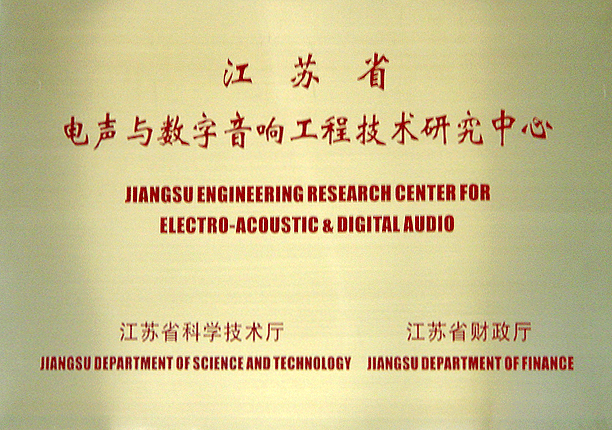 江苏省
电声与数字音响工程技术研究中心
JIANGSU ENGINEERING RESEARCH CENTER FOR
ELECTRO-ACOUSTIC & DIGITAL AUDIO
江苏省科学技术厅 江苏省财政厅
JIANGSU DEPARTMENT OF SCIENCE AND TECHNOLOGY JIANGSU DEPARTMENT OF FINANCE